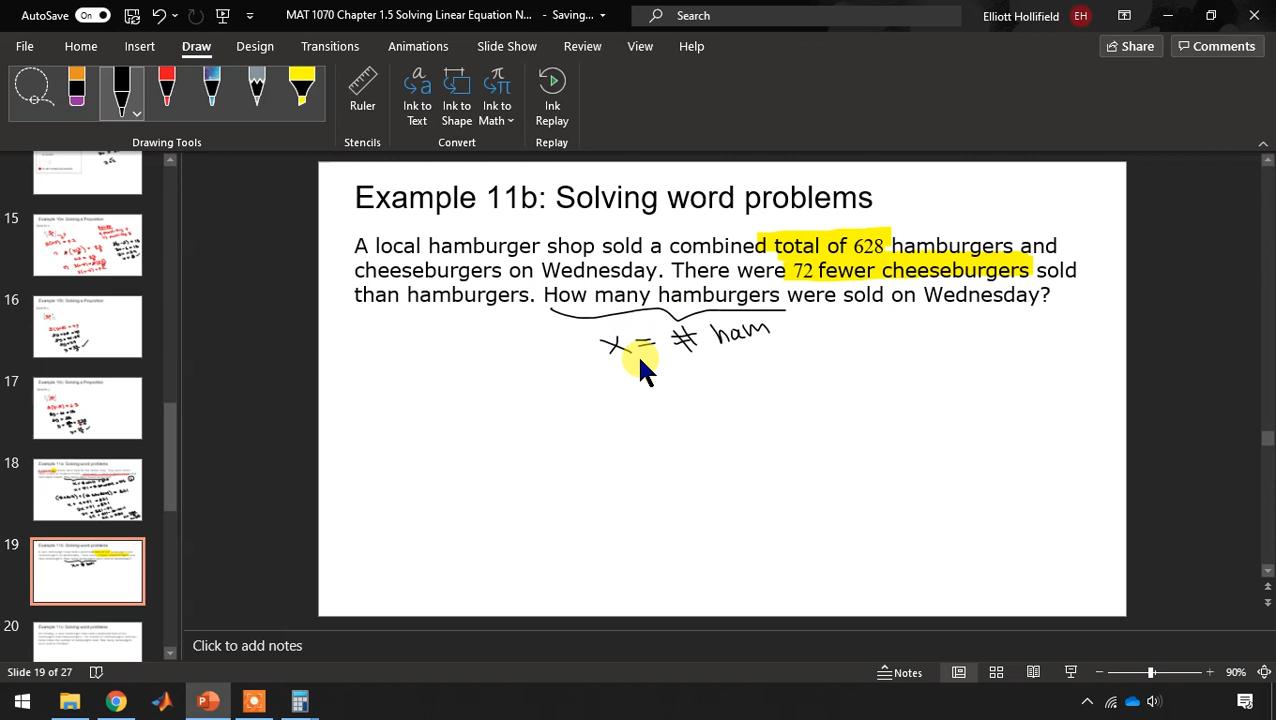 AutoSave On MAT 1070 Chapter 1.5 Solving Linear Equation N... - Saving... Search Elliott Hollifield EH
File Home Insert Draw Design Transitions Animations Slide Show Review View Help Share Comments
Ruler
Ink to Text
Ink to Shape
Ink to Math
Ink Replay
Drawing Tools Stencils Convert Replay
15
16
17
18
19
20
Example 11b: Solving word problems
A local hamburger shop sold a combined total of 628 hamburgers and
cheeseburgers on Wednesday. There were 72 fewer cheeseburgers sold
than hamburgers. How many hamburgers were sold on Wednesday?
x = # ham
Click to add notes
Slide 19 of 27 Notes 90%